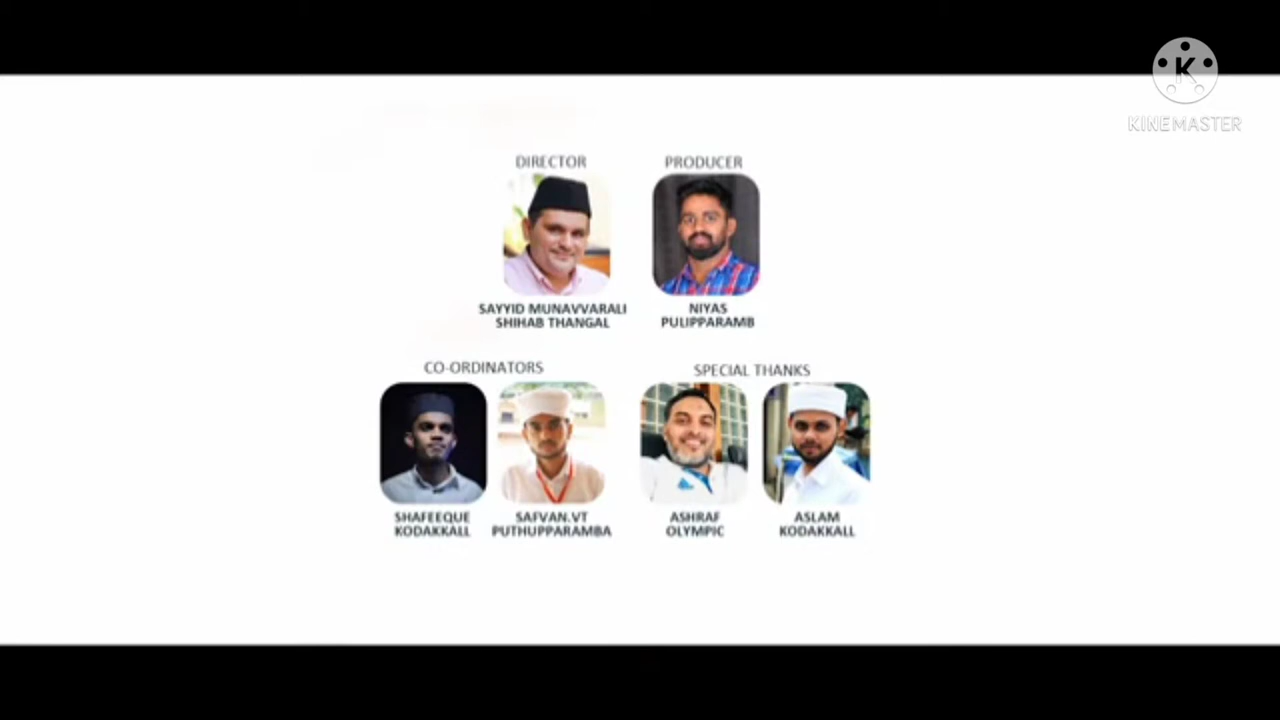 KINEMASTER
DIRECTOR
PRODUCER
SAYYID MUNAVVARALI
SHIHAB THANGAL
NIYAS
PULIPPARAMB
CO-ORDINATORS
SPECIAL THANKS
SHAFEEQUE
KODAKKALL
SAFVAN.VT
PUTHUPPARAMBA
ASHRAF
OLYMPIC
ASLAM
KODAKKALL